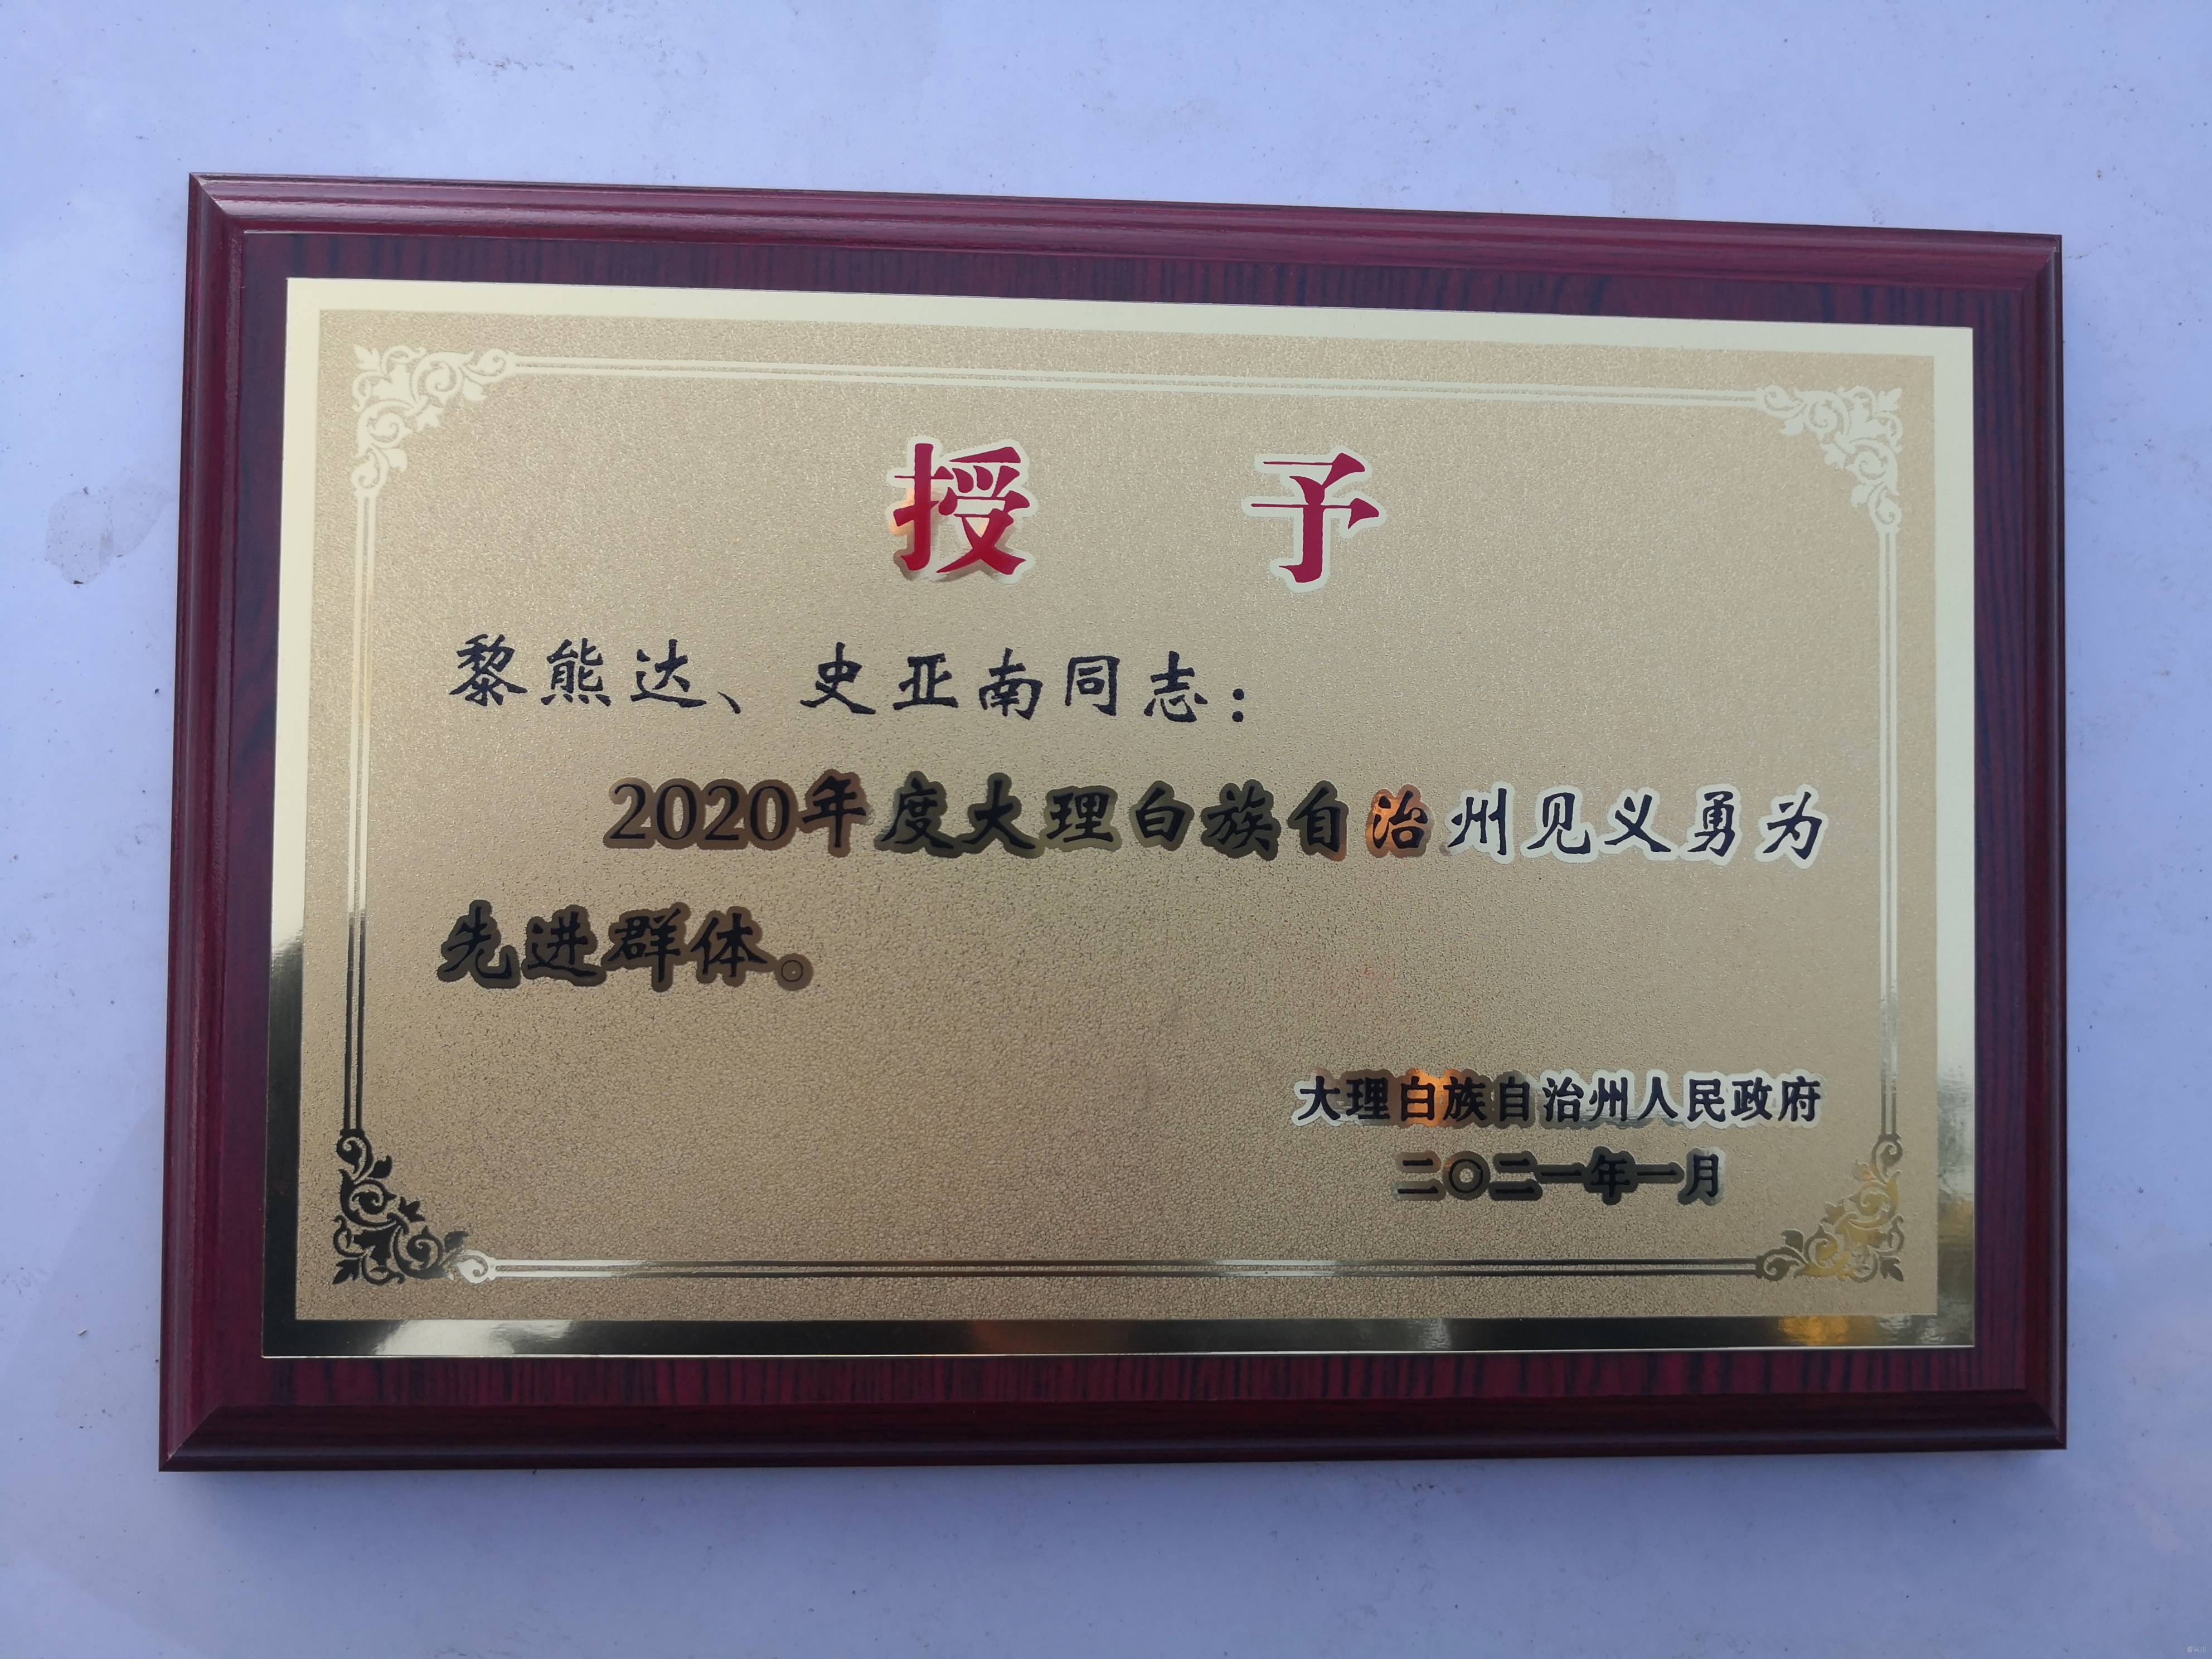 授 予
黎熊达、史亚南同志：
2020年度大理白族自治州见义勇为
先进群体。
大理白族自治州人民政府
二〇二一年一月